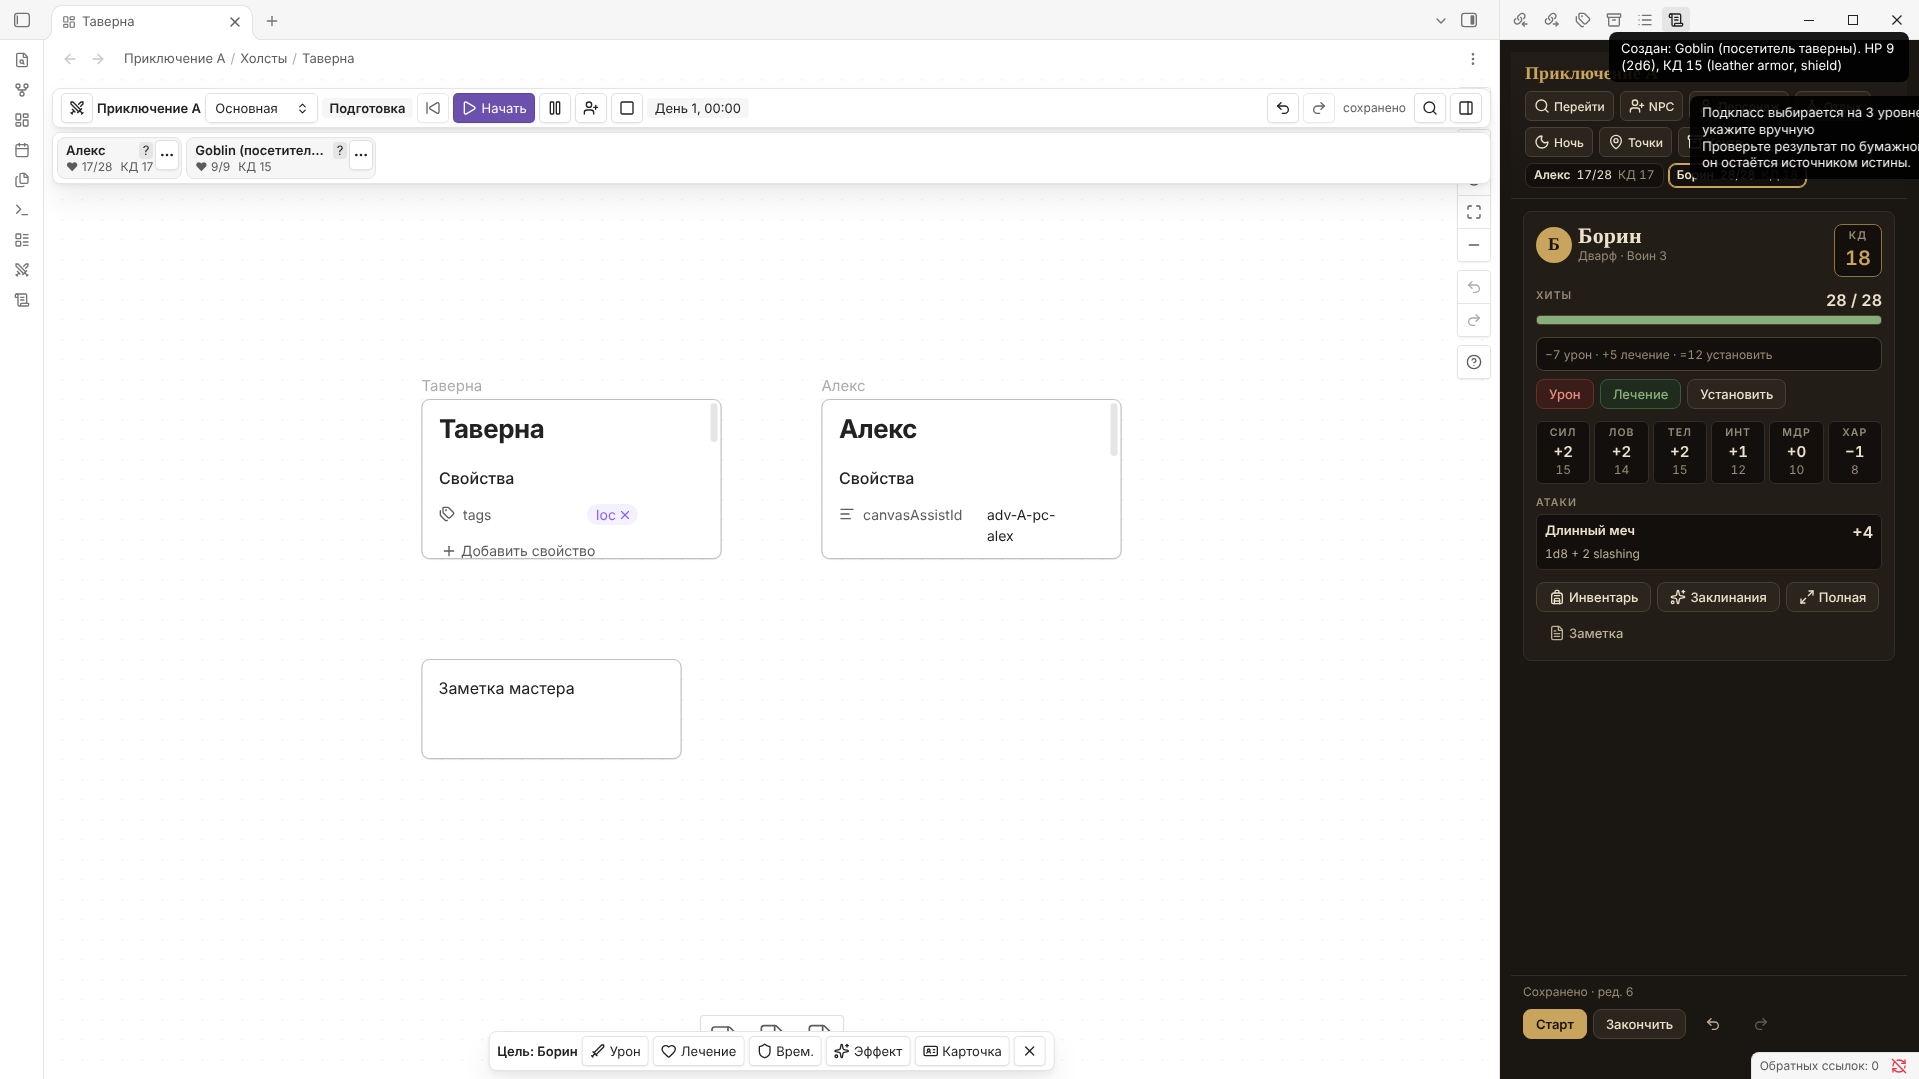 Таверна
Приключение A / Холсты / Таверна
Приключение A
Основная
Подготовка
Начать
День 1, 00:00
сохранено
Алекс ?
17/28 КД 17
Goblin (посетител... ?
9/9 КД 15
Таверна
Таверна
Свойства
tags loc
Добавить свойство
Алекс
Алекс
Свойства
canvasAssistId adv-A-pc-
alex
Заметка мастера
Цель: Борин
Урон
Лечение
Врем.
Эффект
Карточка
Создан: Goblin (посетитель таверны). HP 9
(2d6), КД 15 (leather armor, shield)
Приключе
Перейти
NPC
Подкласс выбирается на 3 уровне
укажите вручную
Проверьте результат по бумажно
он остаётся источником истины.
Ночь
Точки
Алекс 17/28 КД 17
Борин 28/28 КД 18
Б
Борин
Дварф · Воин 3
КД
18
ХИТЫ
28 / 28
−7 урон · +5 лечение · =12 установить
Урон
Лечение
Установить
СИЛ ЛОВ ТЕЛ ИНТ МДР ХАР
+2 +2 +2 +1 +0 −1
15 14 15 12 10 8
АТАКИ
Длинный меч +4
1d8 + 2 slashing
Инвентарь
Заклинания
Полная
Заметка
Сохранено · ред. 6
Старт
Закончить
Обратных ссылок: 0